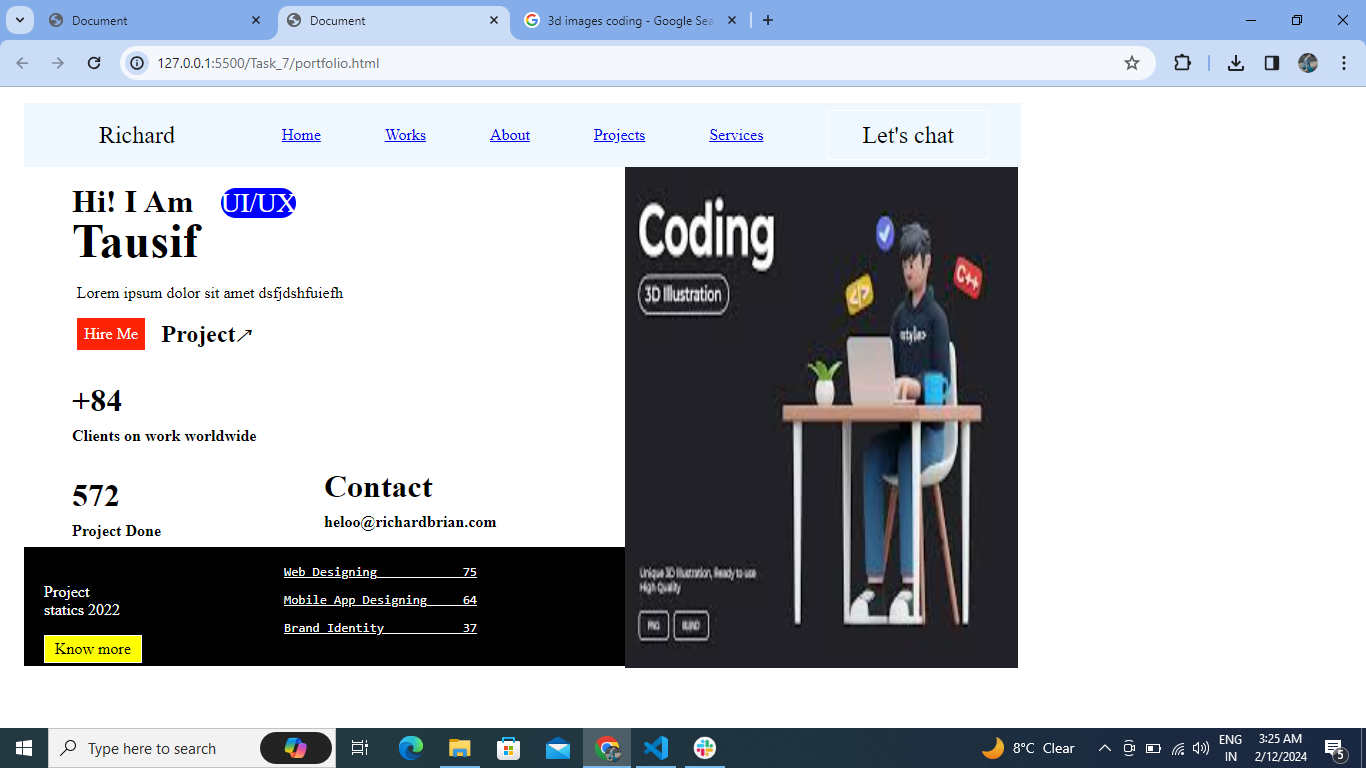 Document
Document
3d images coding - Google Sea
127.0.0.1:5500/Task_7/portfolio.html
Richard
Home
Works
About
Projects
Services
Let's chat
Hi! I Am UI/UX
Tausif
Lorem ipsum dolor sit amet dsfjdshfuiefh
Hire Me Project↗
+84
Clients on work worldwide
572
Project Done
Contact
heloo@richardbrian.com
Coding
3D Illustration
</>
C++
<style>
Unique 3D Illustration, Ready to use
High Quality
PNG
BLEND
Project
statics 2022
Know more
Web Designing 75
Mobile App Designing 64
Brand Identity 37
Type here to search
8°C Clear
ENG
IN
3:25 AM
2/12/2024
5